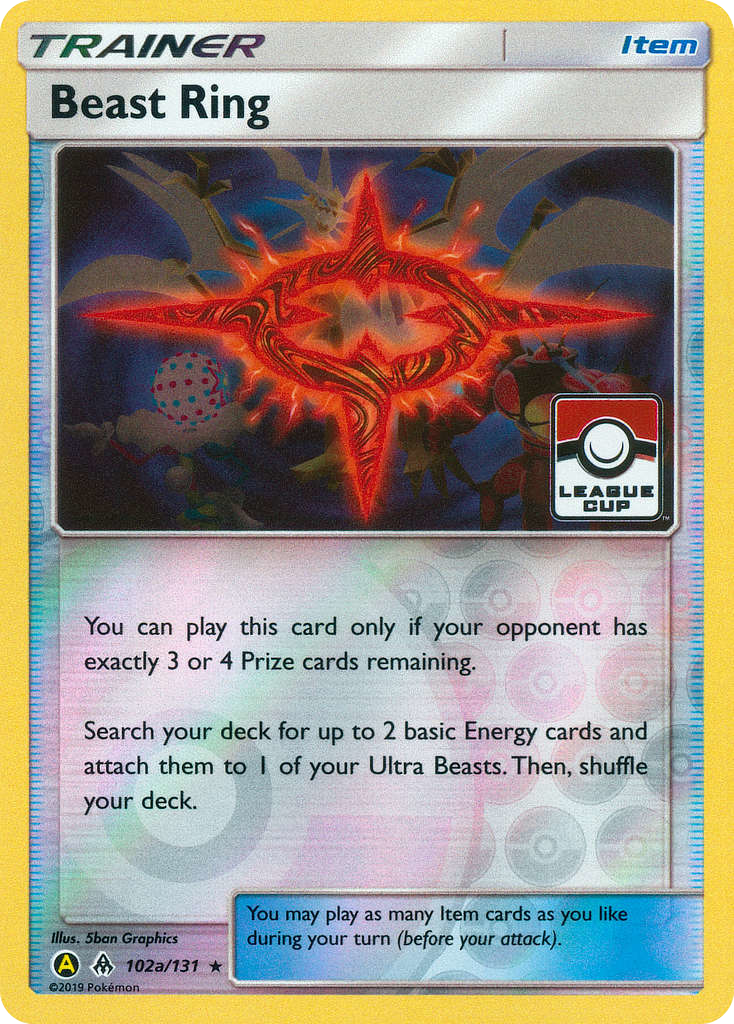 TRAINER
Item
Beast Ring
LEAGUE
CUP
TM
You can play this card only if your opponent has
exactly 3 or 4 Prize cards remaining.
Search your deck for up to 2 basic Energy cards and
attach them to 1 of your Ultra Beasts. Then, shuffle
your deck.
You may play as many Item cards as you like
during your turn (before your attack).
Illus. 5ban Graphics
A 102a/131 ★
©2019 Pokémon